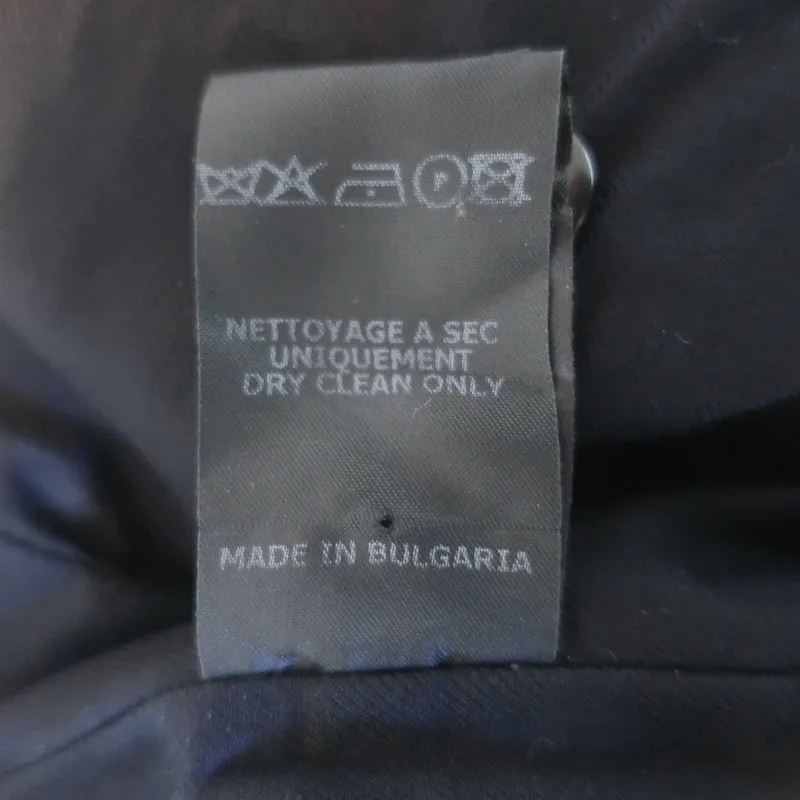 P
NETTOYAGE A SEC
UNIQUEMENT
DRY CLEAN ONLY
MADE IN BULGARIA